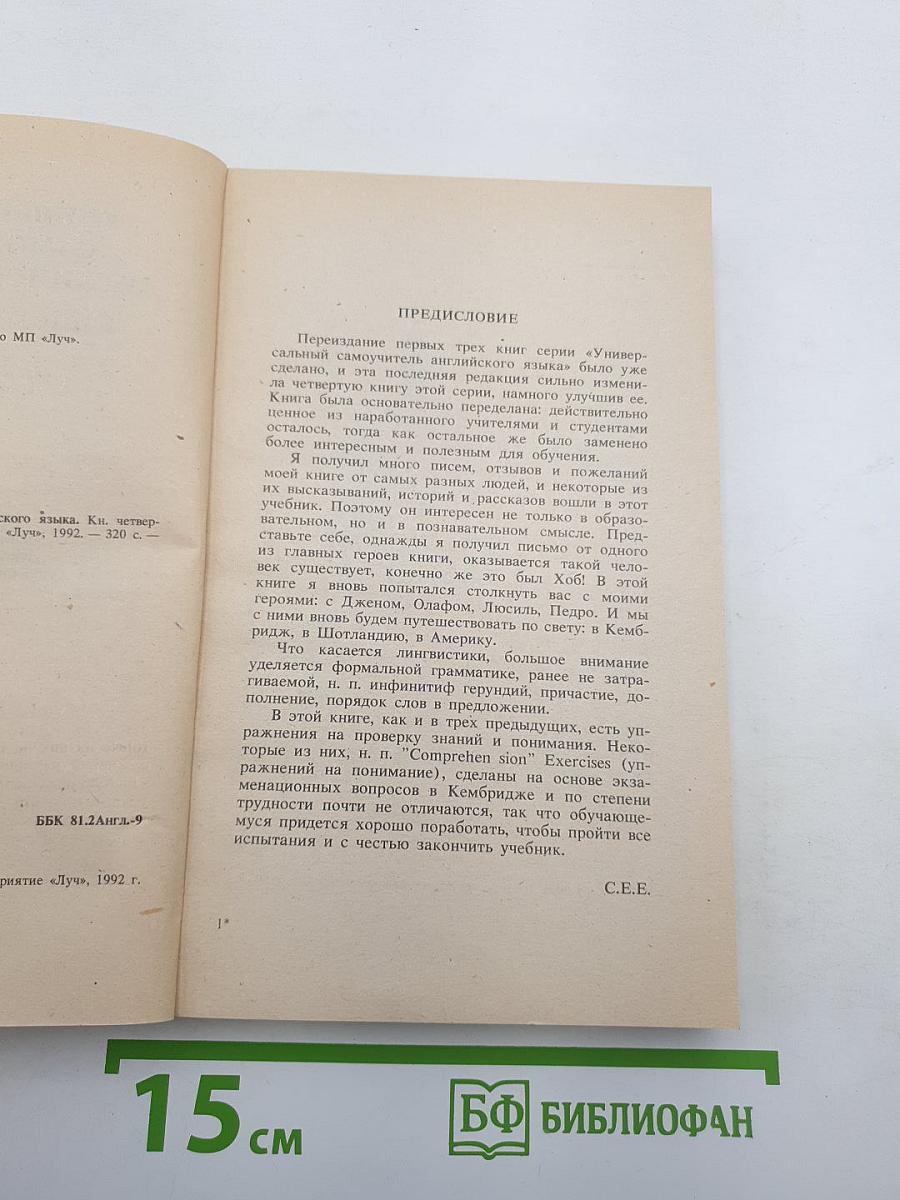 о МП «Луч».
ского языка. Кн. четвер-
«Луч», 1992. — 320 с. —
ББК 81.2Англ.-9
риятие «Луч», 1992 г.
ПРЕДИСЛОВИЕ
Переиздание первых трех книг серии «Универ-
сальный самоучитель английского языка» было уже
сделано, и эта последняя редакция сильно измени-
ла четвертую книгу этой серии, намного улучшив ее.
Книга была основательно переделана: действительно
ценное из наработанного учителями и студентами
осталось, тогда как остальное же было заменено
более интересным и полезным для обучения.
Я получил много писем, отзывов и пожеланий
моей книге от самых разных людей, и некоторые из
их высказываний, историй и рассказов вошли в этот
учебник. Поэтому он интересен не только в образо-
вательном, но и в познавательном смысле. Пред-
ставьте себе, однажды я получил письмо от одного
из главных героев книги, оказывается такой чело-
век существует, конечно же это был Хоб! В этой
книге я вновь попытался столкнуть вас с моими
героями: с Дженом, Олафом, Люсиль, Педро. И мы
с ними вновь будем путешествовать по свету: в Кемб-
ридж, в Шотландию, в Америку.
Что касается лингвистики, большое внимание
уделяется формальной грамматике, ранее не затра-
гиваемой, н. п. инфинитиф герундий, причастие, до-
полнение, порядок слов в предложении.
В этой книге, как и в трех предыдущих, есть уп-
ражнения на проверку знаний и понимания. Неко-
торые из них, н. п. "Comprehen sion" Exercises (уп-
ражнений на понимание), сделаны на основе экза-
менационных вопросов в Кембридже и по степени
трудности почти не отличаются, так что обучающе-
муся придется хорошо поработать, чтобы пройти все
испытания и с честью закончить учебник.
С.Е.Е.
1*
15 см
БФ БИБЛИОФАН